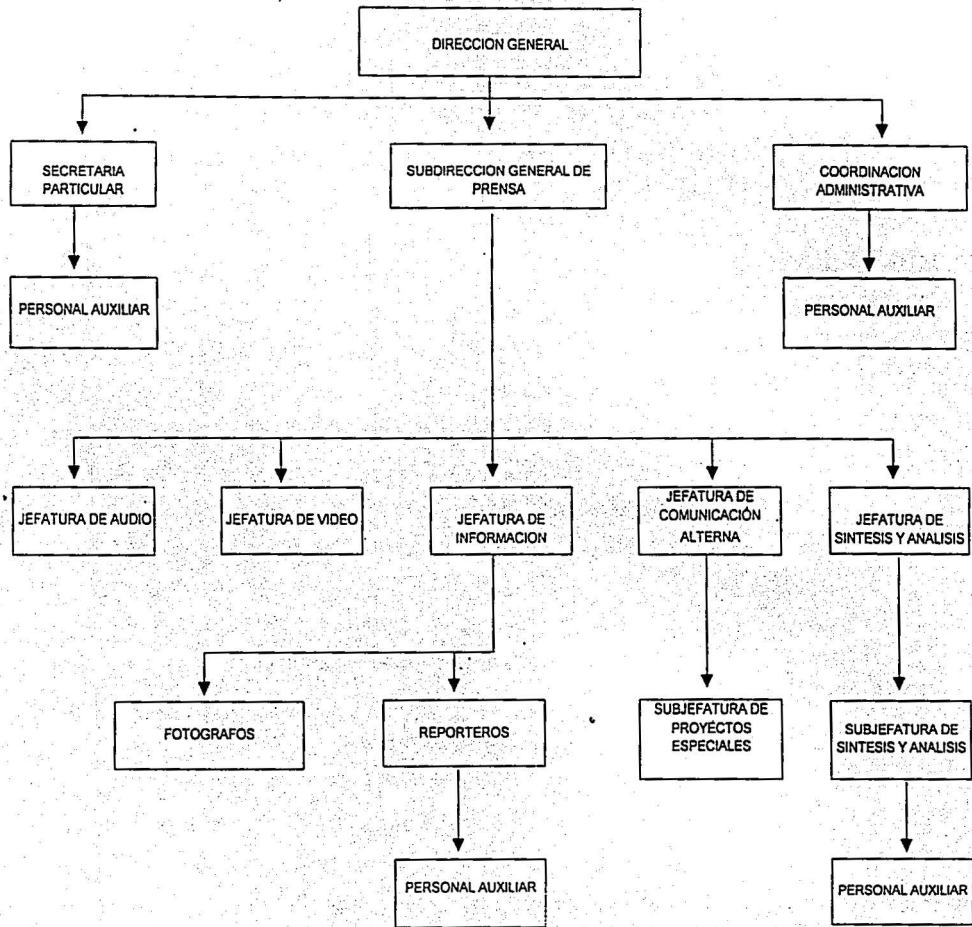 DIRECCION GENERAL
SECRETARIA
PARTICULAR
SUBDIRECCION GENERAL DE
PRENSA
COORDINACION
ADMINISTRATIVA
PERSONAL AUXILIAR
PERSONAL AUXILIAR
JEFATURA DE AUDIO
JEFATURA DE VIDEO
JEFATURA DE
INFORMACION
JEFATURA DE
COMUNICACIÓN
ALTERNA
JEFATURA DE
SINTESIS Y ANALISIS
FOTOGRAFOS
REPORTEROS
SUBJEFATURA DE
PROYECTOS
ESPECIALES
SUBJEFATURA DE
SINTESIS Y ANALISIS
PERSONAL AUXILIAR
PERSONAL AUXILIAR